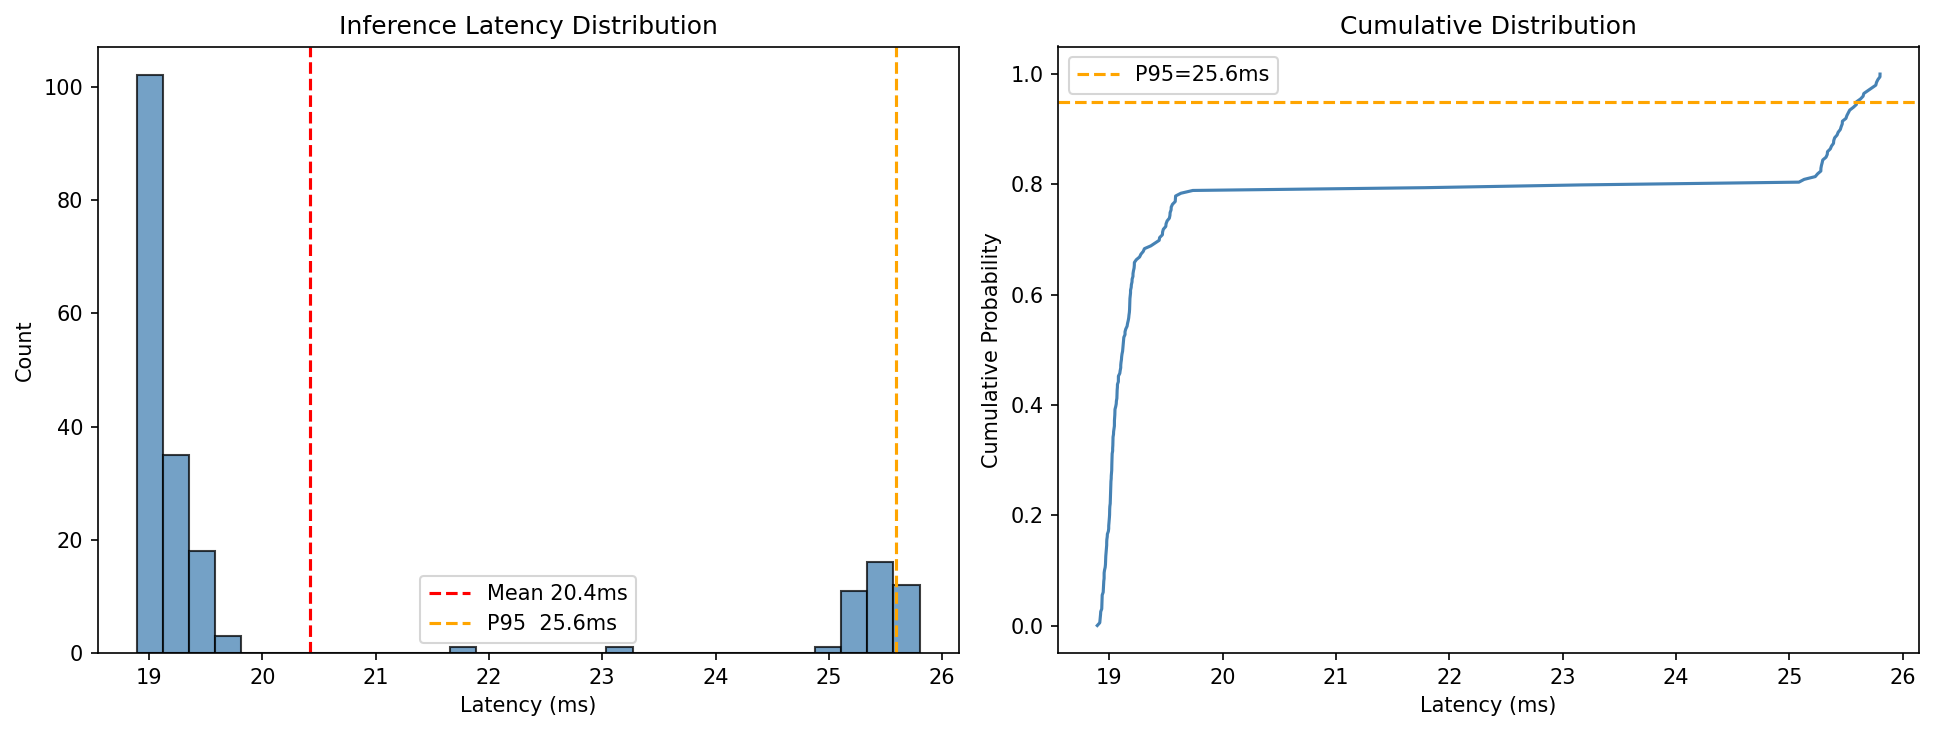 Inference Latency Distribution
Count
100
80
60
40
20
0
Mean 20.4ms
P95 25.6ms
19 20 21 22 23 24 25 26
Latency (ms)
Cumulative Distribution
Cumulative Probability
P95=25.6ms
1.0
0.8
0.6
0.4
0.2
0.0
19 20 21 22 23 24 25 26
Latency (ms)